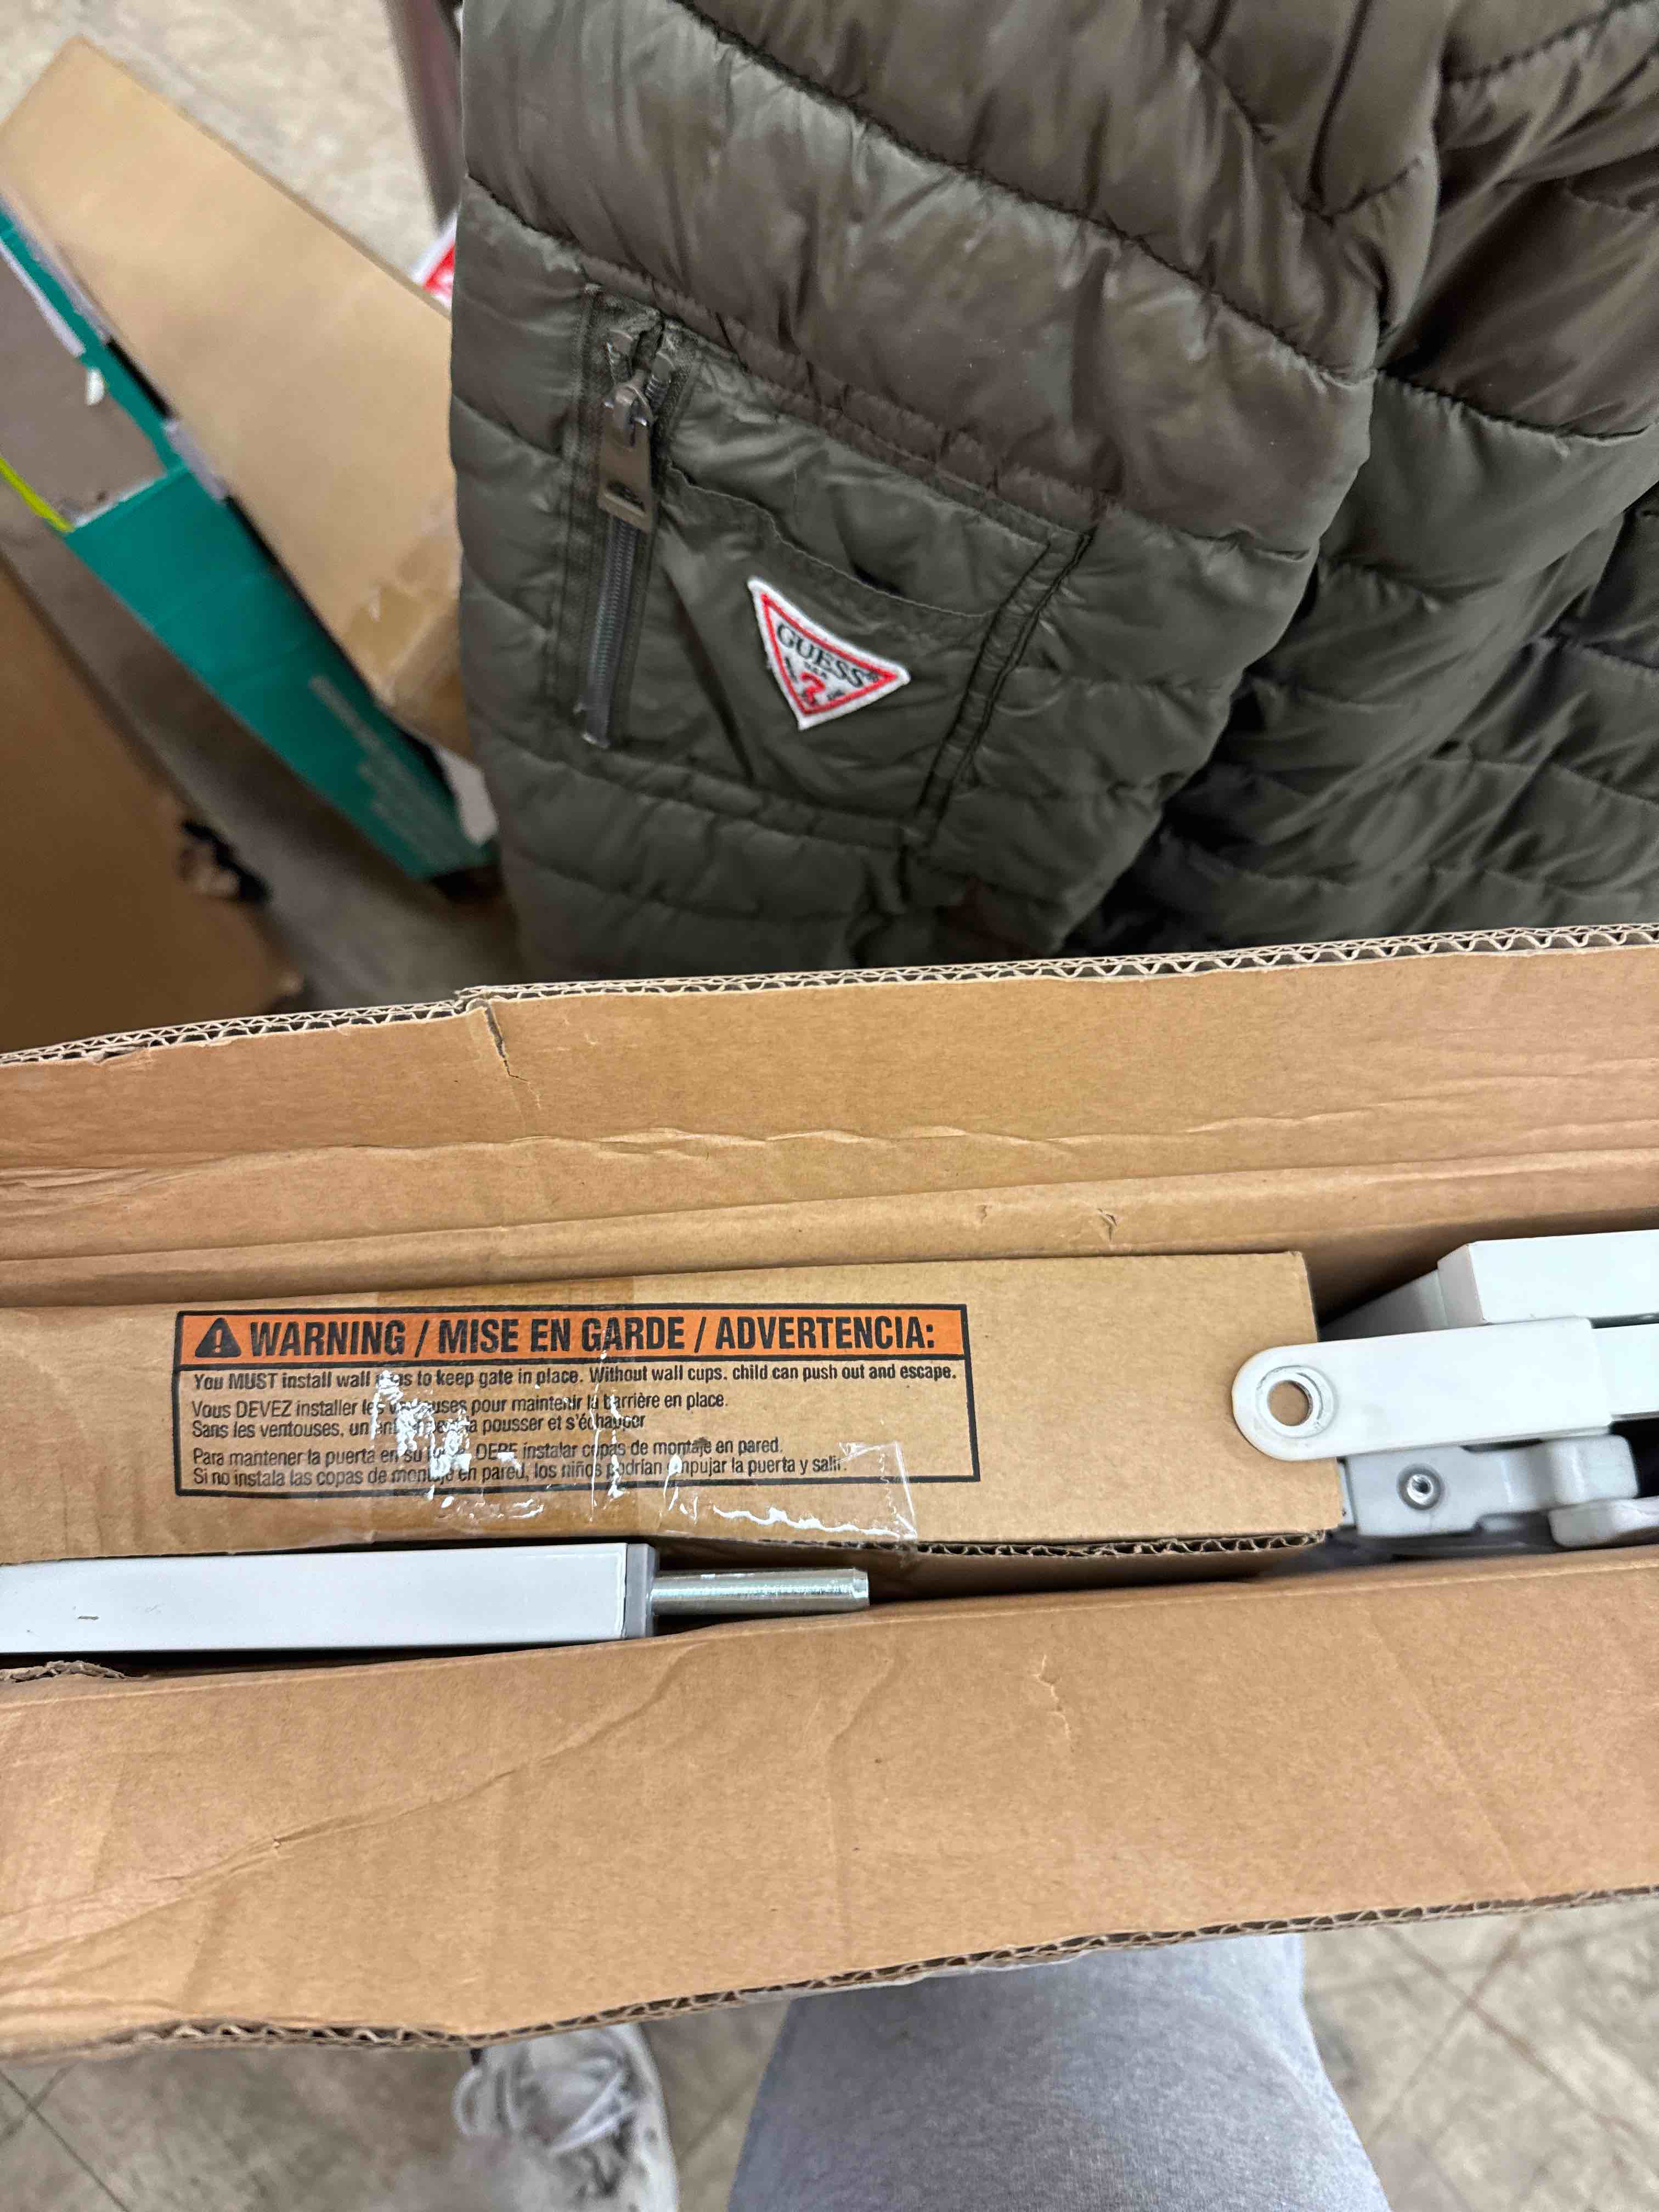 GUESS
?
WARNING / MISE EN GARDE / ADVERTENCIA:
You MUST install wall to keep gate in place. Without wall cups, child can push out and escape.
Vous DEVEZ installer les pour maintenir la barrière en place.
Sans les ventouses, un pousser et s'échapper
Para mantener la puerta en su DEBE instalar copas de montaje en pared.
Si no instala las copas de montaje en pared, los niños podrían empujar la puerta y salir.